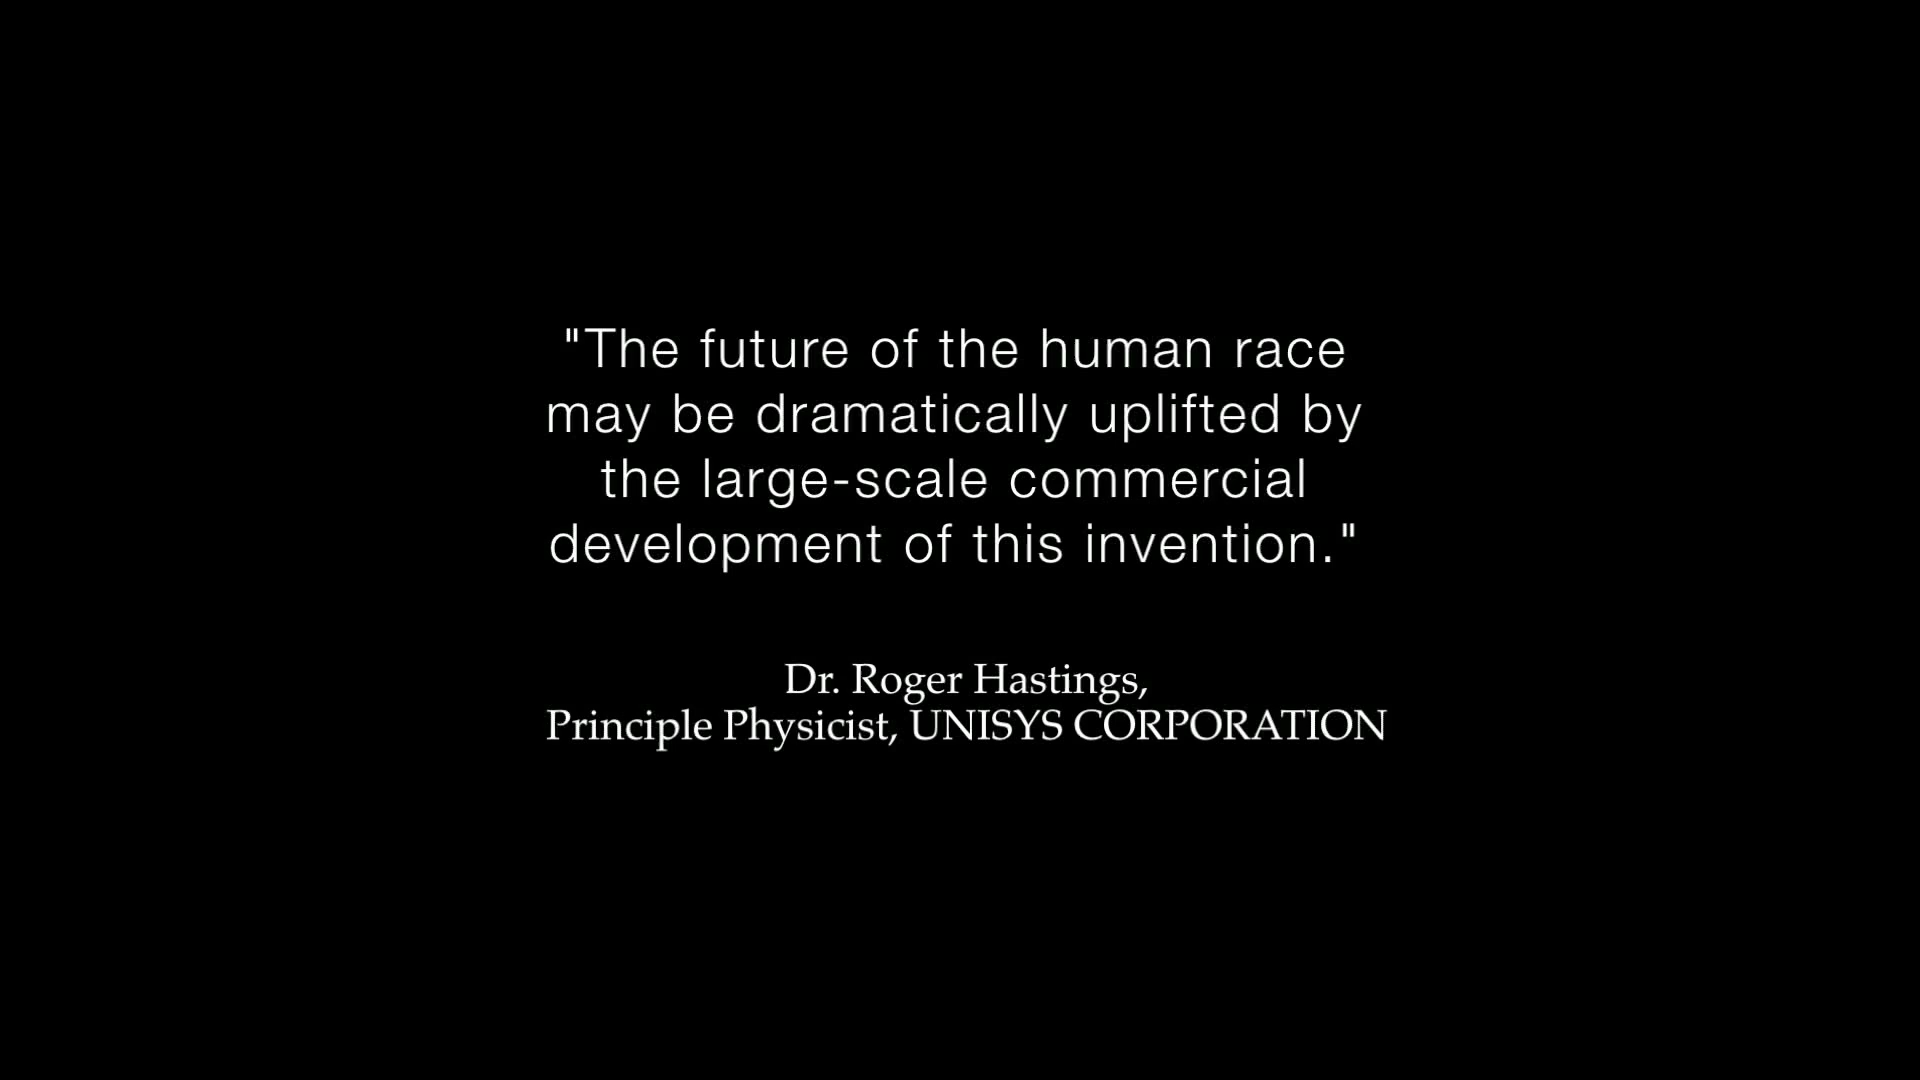 "The future of the human race
may be dramatically uplifted by
the large-scale commercial
development of this invention."
Dr. Roger Hastings,
Principle Physicist, UNISYS CORPORATION